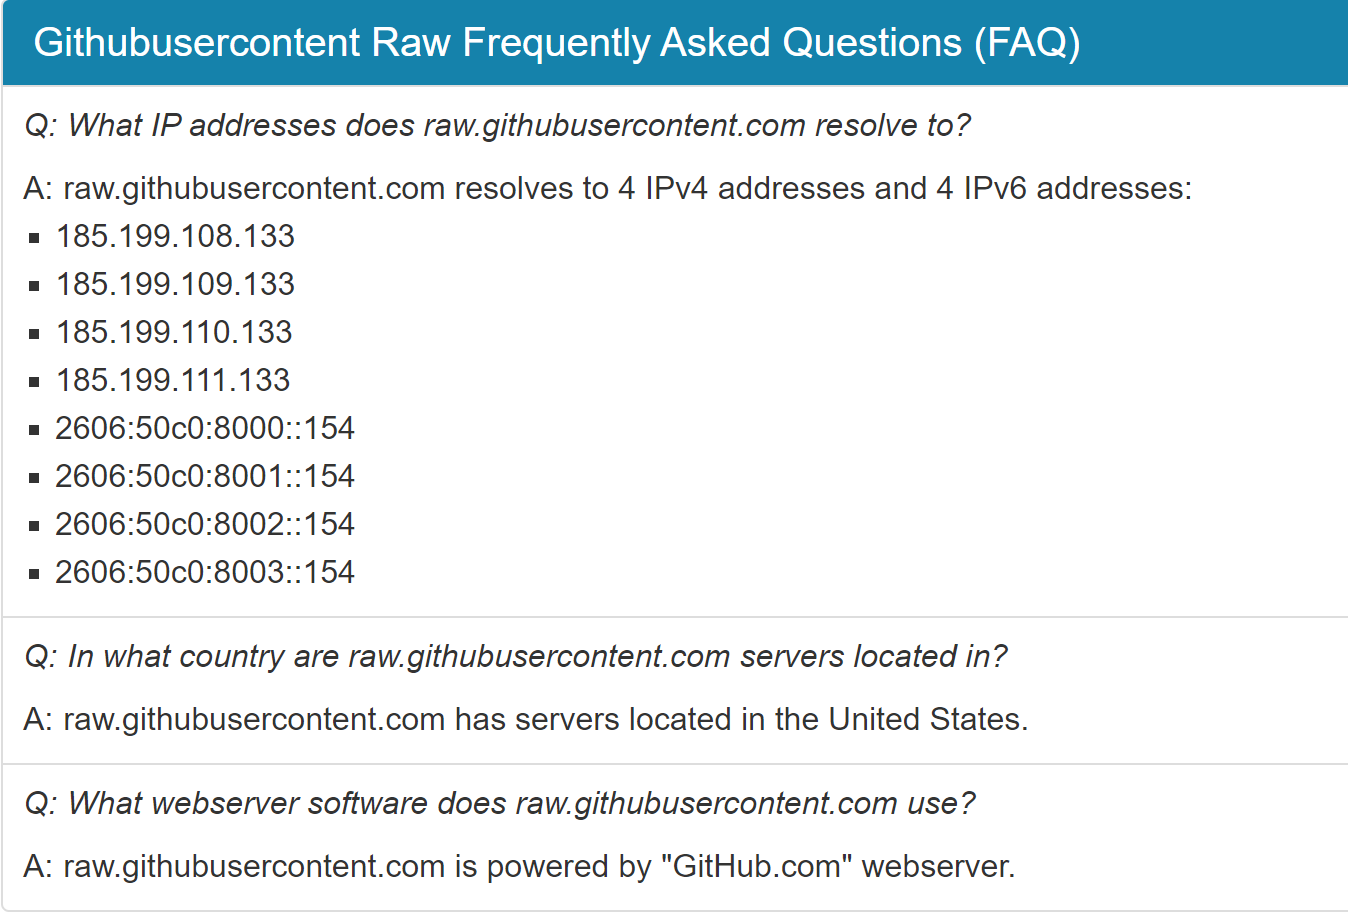 Githubusercontent Raw Frequently Asked Questions (FAQ)
Q: What IP addresses does raw.githubusercontent.com resolve to?
A: raw.githubusercontent.com resolves to 4 IPv4 addresses and 4 IPv6 addresses:
185.199.108.133
185.199.109.133
185.199.110.133
185.199.111.133
2606:50c0:8000::154
2606:50c0:8001::154
2606:50c0:8002::154
2606:50c0:8003::154
Q: In what country are raw.githubusercontent.com servers located in?
A: raw.githubusercontent.com has servers located in the United States.
Q: What webserver software does raw.githubusercontent.com use?
A: raw.githubusercontent.com is powered by "GitHub.com" webserver.